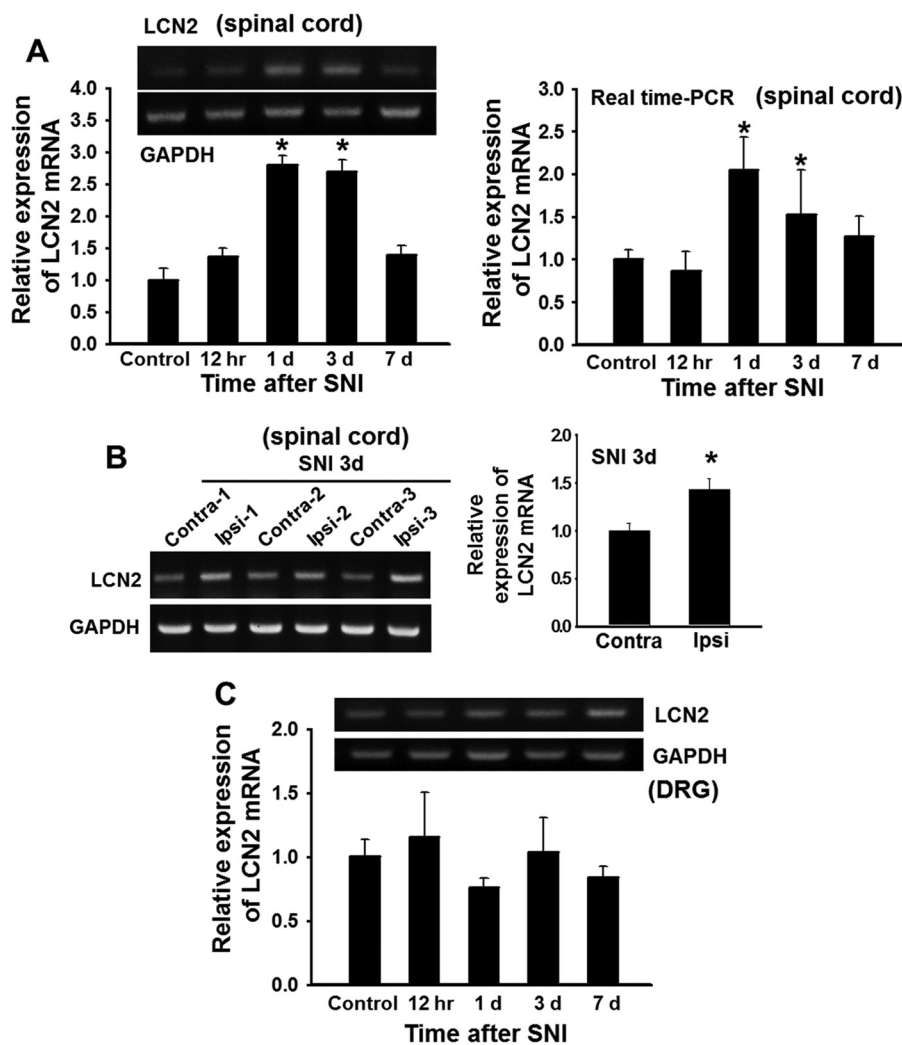 A
LCN2 (spinal cord)
GAPDH
Relative expression
of LCN2 mRNA
4.0
3.5
3.0
2.5
2.0
1.5
1.0
0.5
0.0
*
*
Control 12 hr 1 d 3 d 7 d
Time after SNI
Real time-PCR (spinal cord)
Relative expression
of LCN2 mRNA
3.0
2.5
2.0
1.5
1.0
0.5
0.0
*
*
Control 12 hr 1 d 3 d 7 d
Time after SNI
B
(spinal cord)
SNI 3d
Contra-1 Ipsi-1 Contra-2 Ipsi-2 Contra-3 Ipsi-3
LCN2
GAPDH
Relative
expression of
LCN2 mRNA
2.0
1.5
1.0
0.5
0.0
SNI 3d
*
Contra Ipsi
C
LCN2
GAPDH
(DRG)
Relative expression
of LCN2 mRNA
2.0
1.5
1.0
0.5
0.0
Control 12 hr 1 d 3 d 7 d
Time after SNI